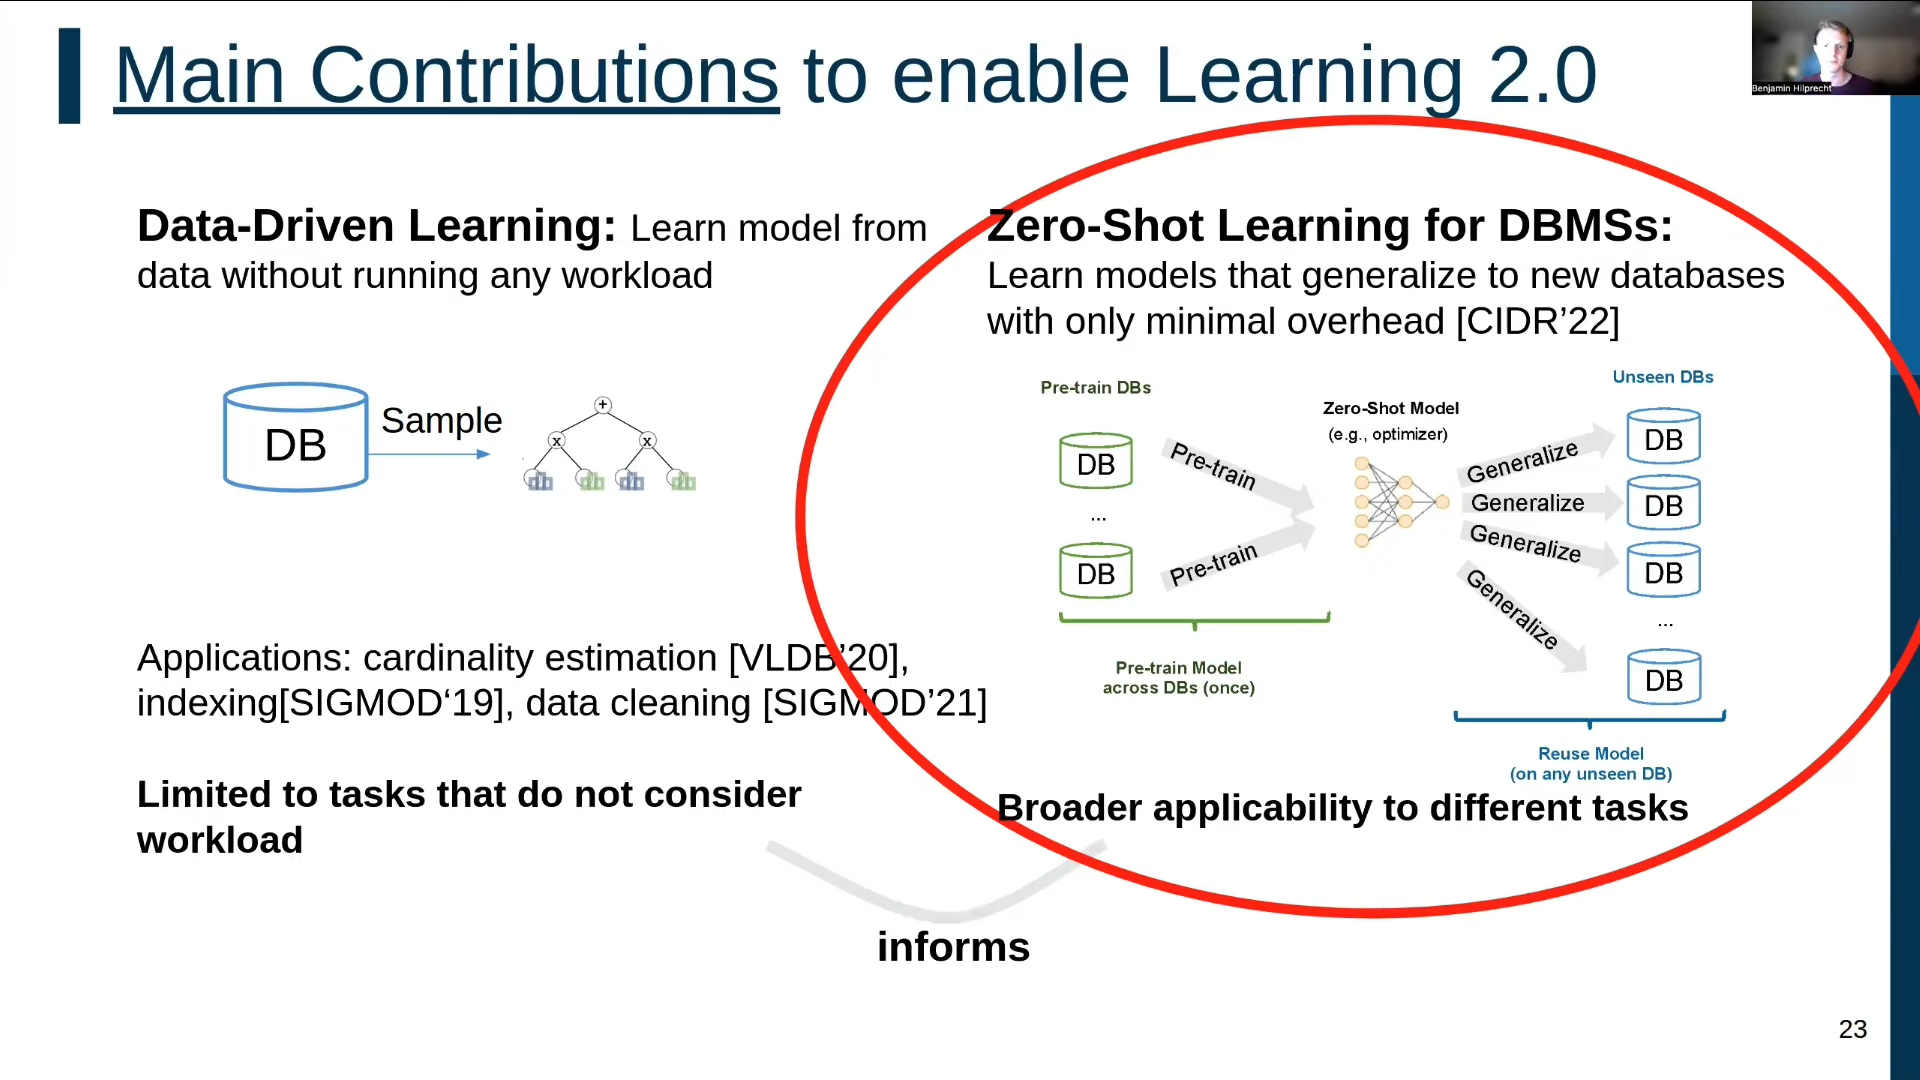 Main Contributions to enable Learning 2.0
Benjamin Hilprecht
Data-Driven Learning: Learn model from
data without running any workload
DB
Sample
+
x
x
Applications: cardinality estimation [VLDB’20],
indexing[SIGMOD‘19], data cleaning [SIGMOD’21]
Limited to tasks that do not consider
workload
Zero-Shot Learning for DBMSs:
Learn models that generalize to new databases
with only minimal overhead [CIDR’22]
Pre-train DBs
DB
...
DB
Pre-train
Pre-train
Pre-train Model
across DBs (once)
Zero-Shot Model
(e.g., optimizer)
Generalize
Generalize
Generalize
Generalize
Unseen DBs
DB
DB
DB
...
DB
Reuse Model
(on any unseen DB)
Broader applicability to different tasks
informs
23